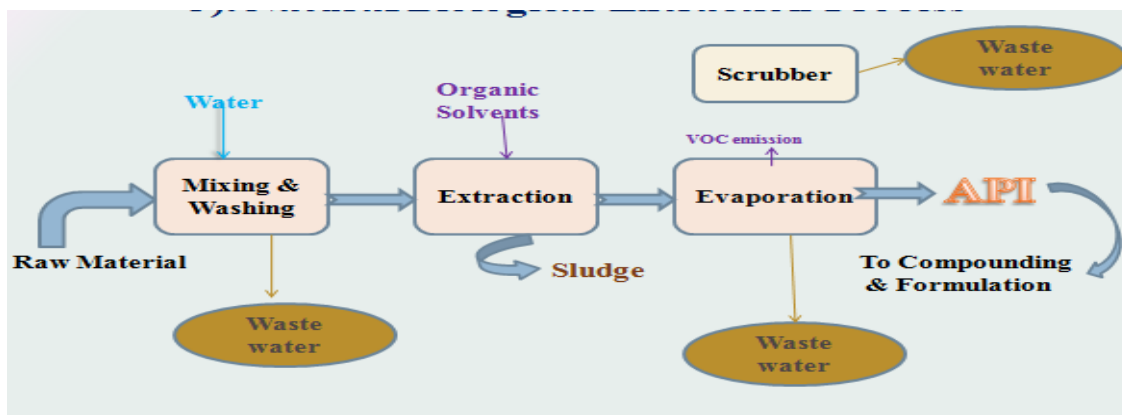 Scrubber
Waste
water
Water
Organic
Solvents
VOC emission
Mixing &
Washing
Extraction
Evaporation
API
Raw Material
Sludge
To Compounding
& Formulation
Waste
water
Waste
water